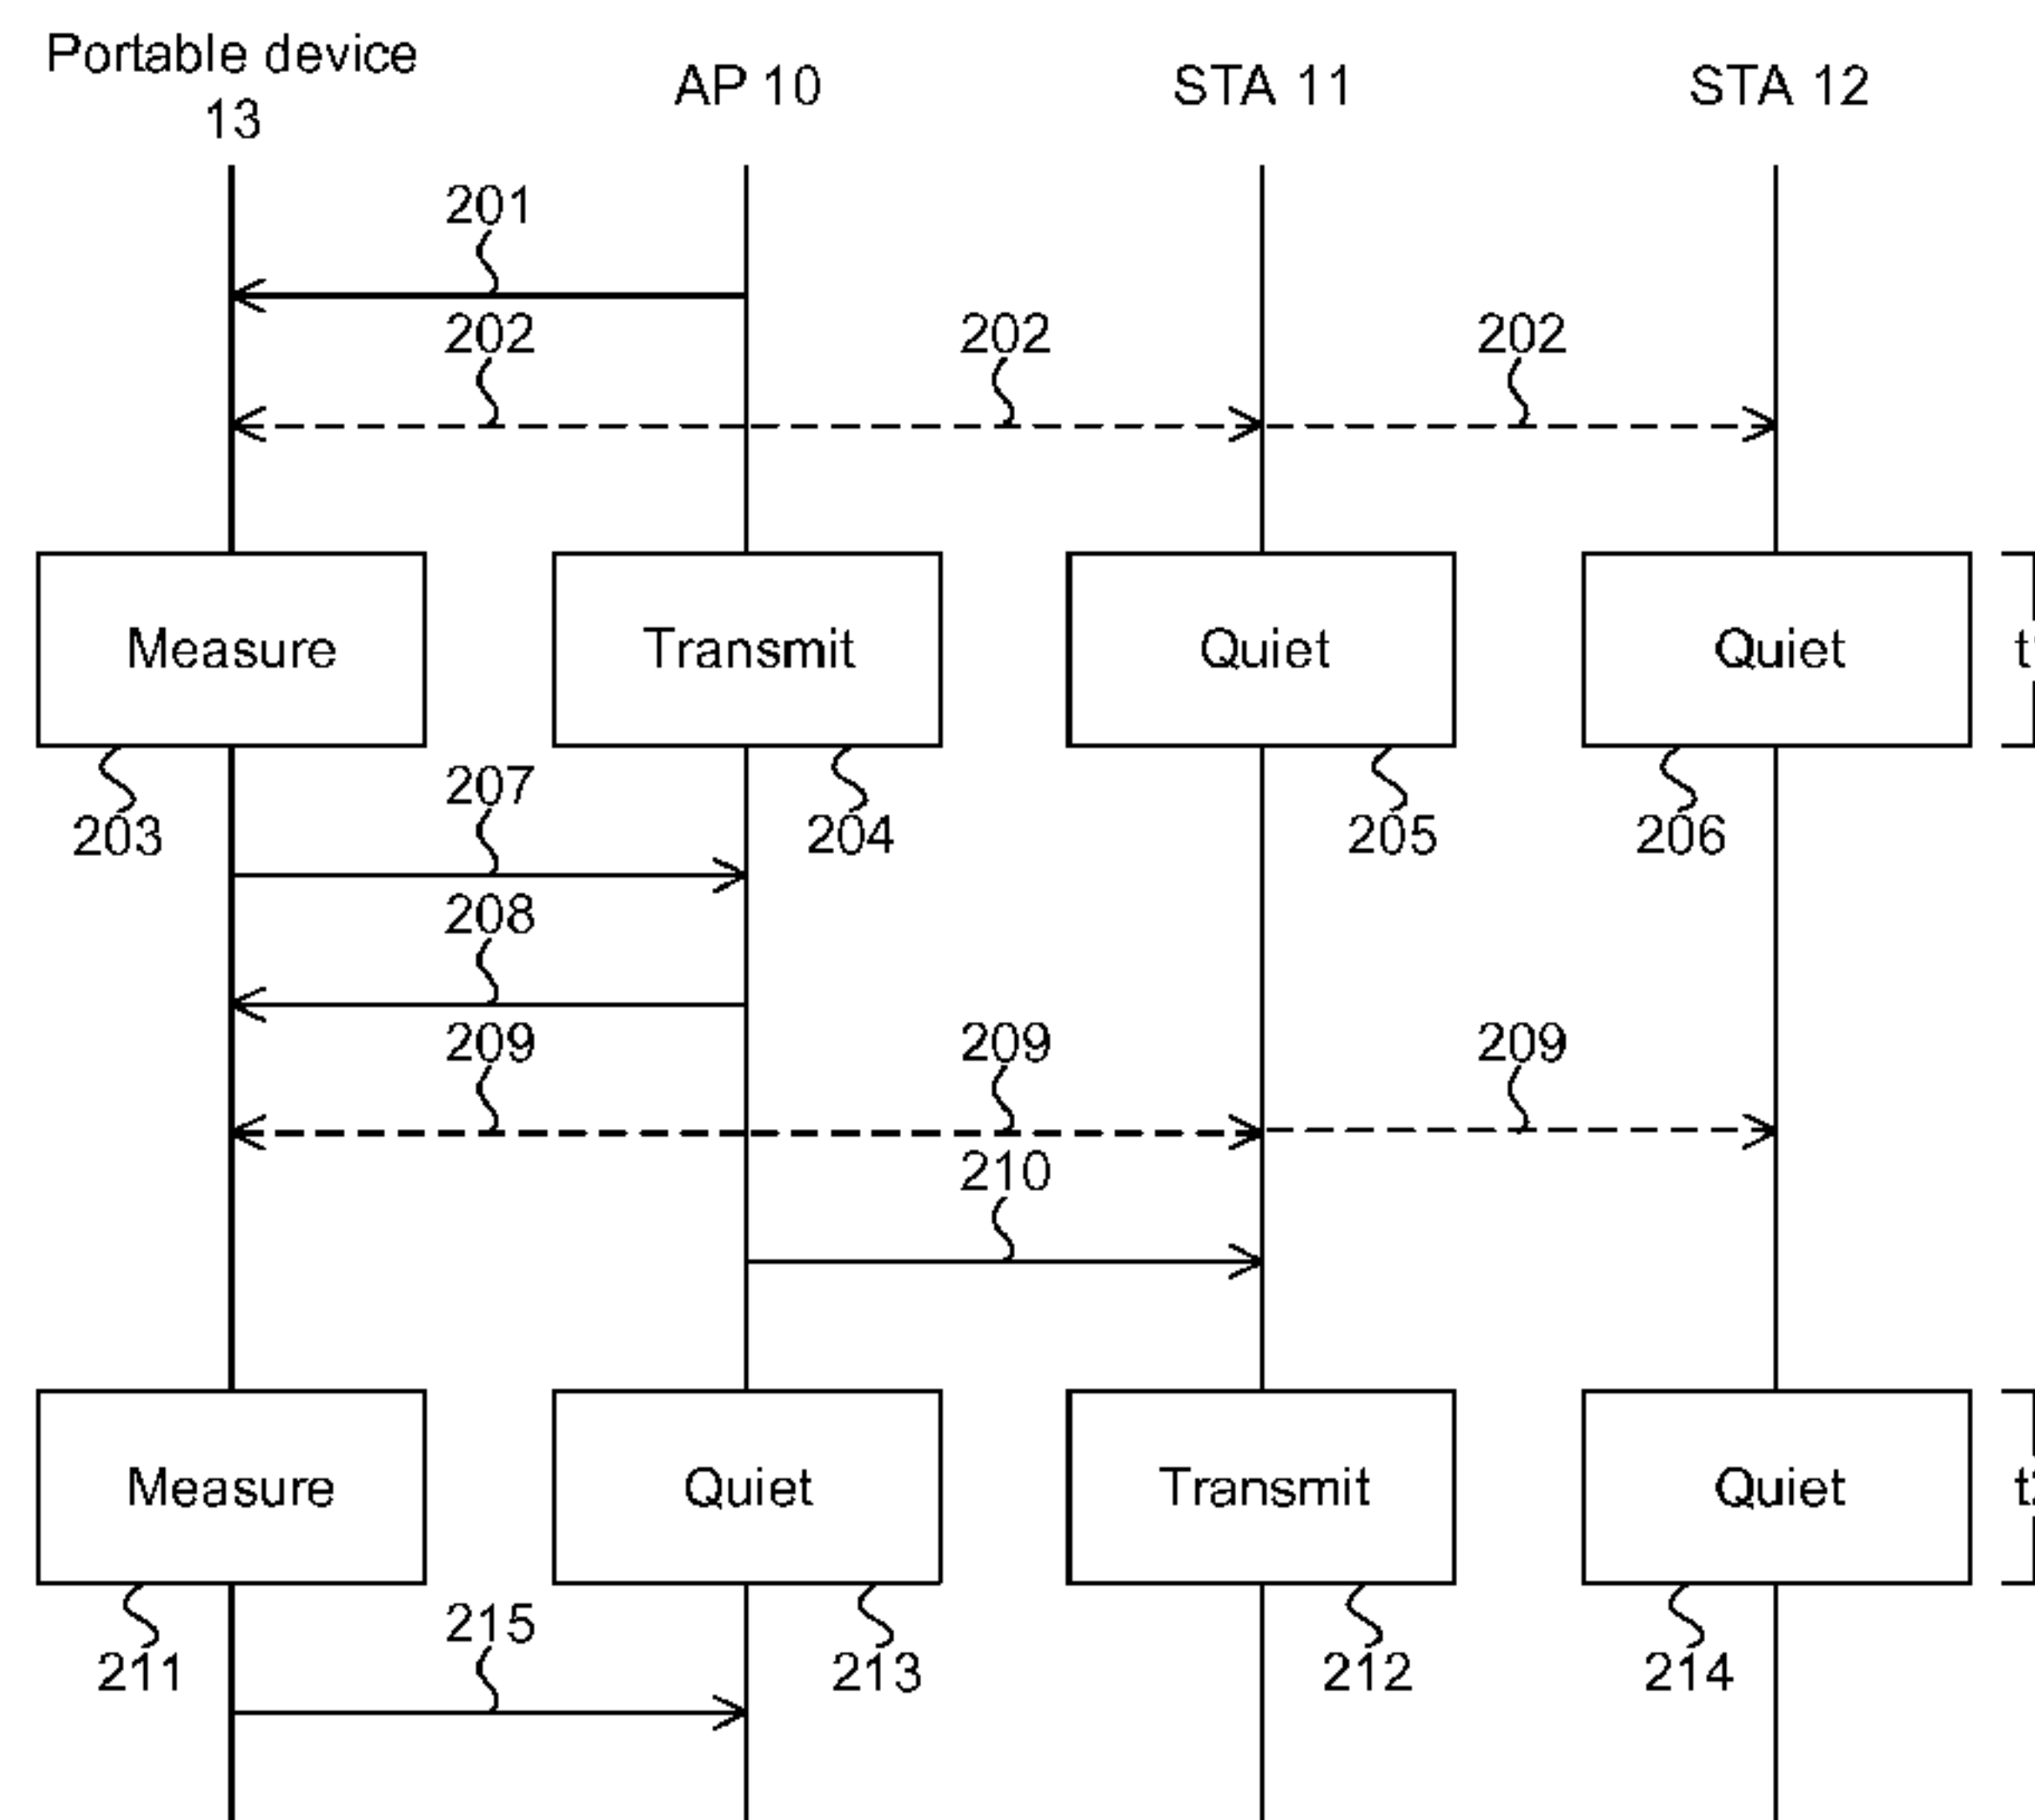 Portable device
13
AP 10
STA 11
STA 12
201
202 202 202
Measure Transmit Quiet Quiet
203 207 204 205 206
208
209 209 209
210
Measure Quiet Transmit Quiet
211 215 213 212 214